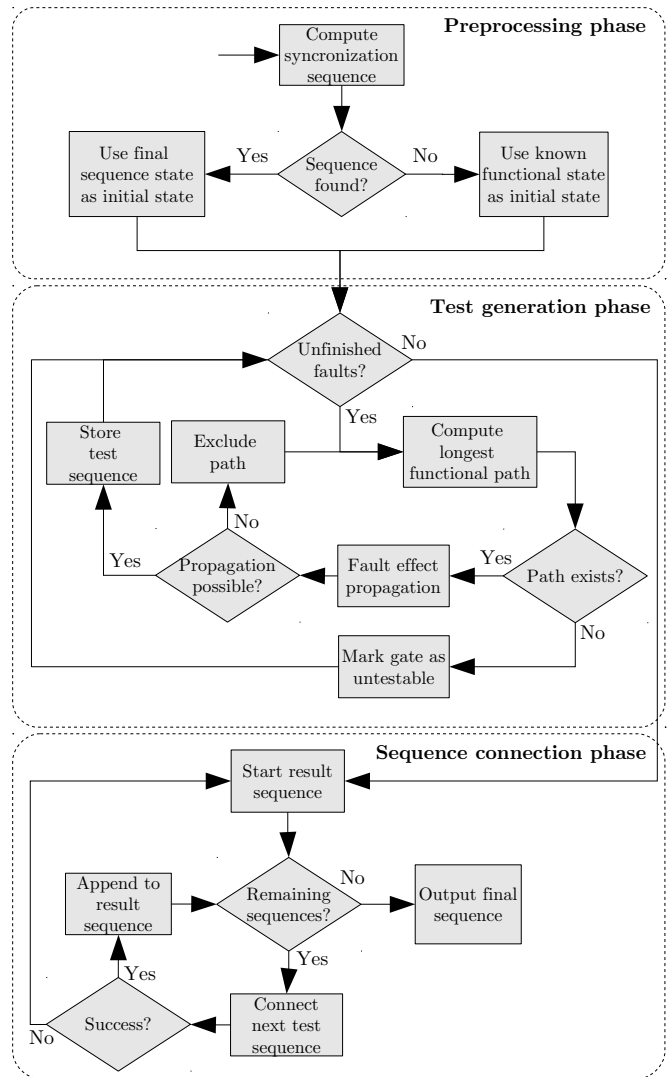 Preprocessing phase
Compute
syncronization
sequence
Sequence
found?
Yes
No
Use final
sequence state
as initial state
Use known
functional state
as initial state
Test generation phase
Unfinished
faults?
No
Yes
Store
test
sequence
Exclude
path
Compute
longest
functional path
No
Yes
Propagation
possible?
Fault effect
propagation
Yes
Path exists?
No
Mark gate as
untestable
Sequence connection phase
Start result
sequence
Append to
result
sequence
Remaining
sequences?
No
Output final
sequence
Yes
Yes
Success?
No
Connect
next test
sequence